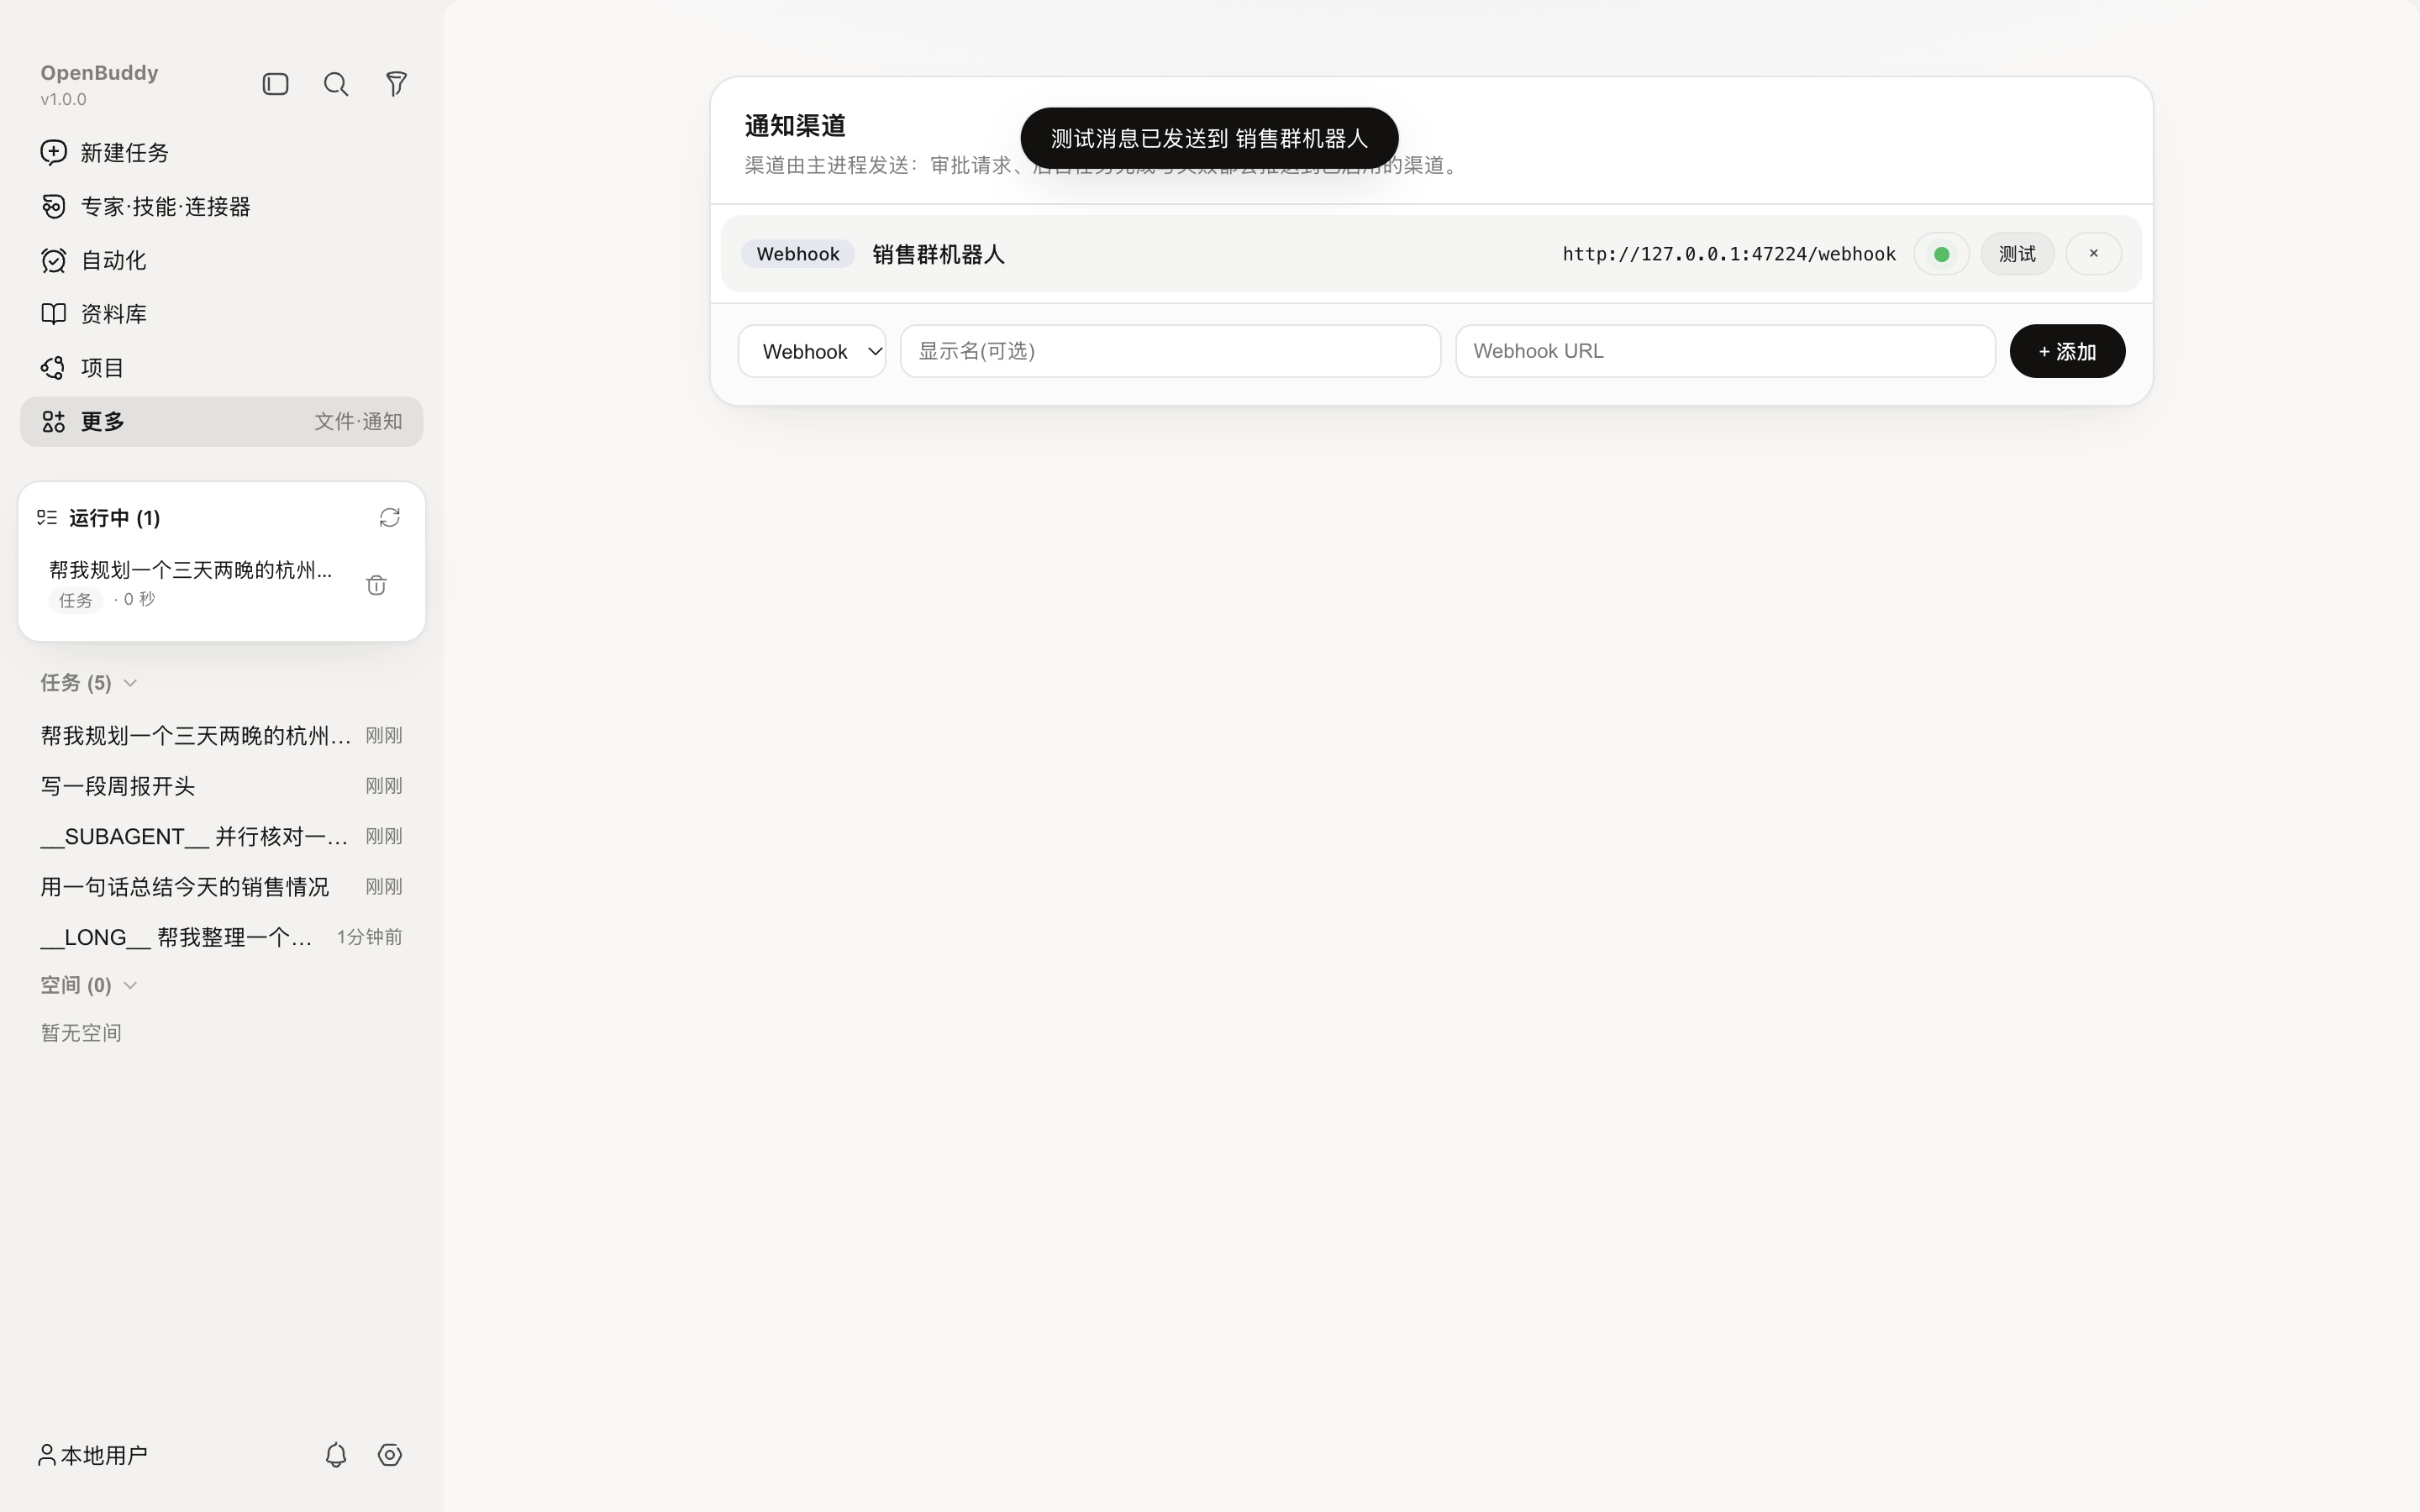 OpenBuddy
v1.0.0
新建任务
专家·技能·连接器
自动化
资料库
项目
更多 文件·通知
运行中 (1)
帮我规划一个三天两晚的杭州...
任务 · 0 秒
任务 (5)
帮我规划一个三天两晚的杭州... 刚刚
写一段周报开头 刚刚
__SUBAGENT__ 并行核对一... 刚刚
用一句话总结今天的销售情况 刚刚
__LONG__ 帮我整理一个... 1分钟前
空间 (0)
暂无空间
本地用户
测试消息已发送到 销售群机器人
通知渠道
渠道由主进程发送：审批请求、的渠道。
Webhook 销售群机器人 http://127.0.0.1:47224/webhook 测试 ×
Webhook 显示名(可选) Webhook URL + 添加